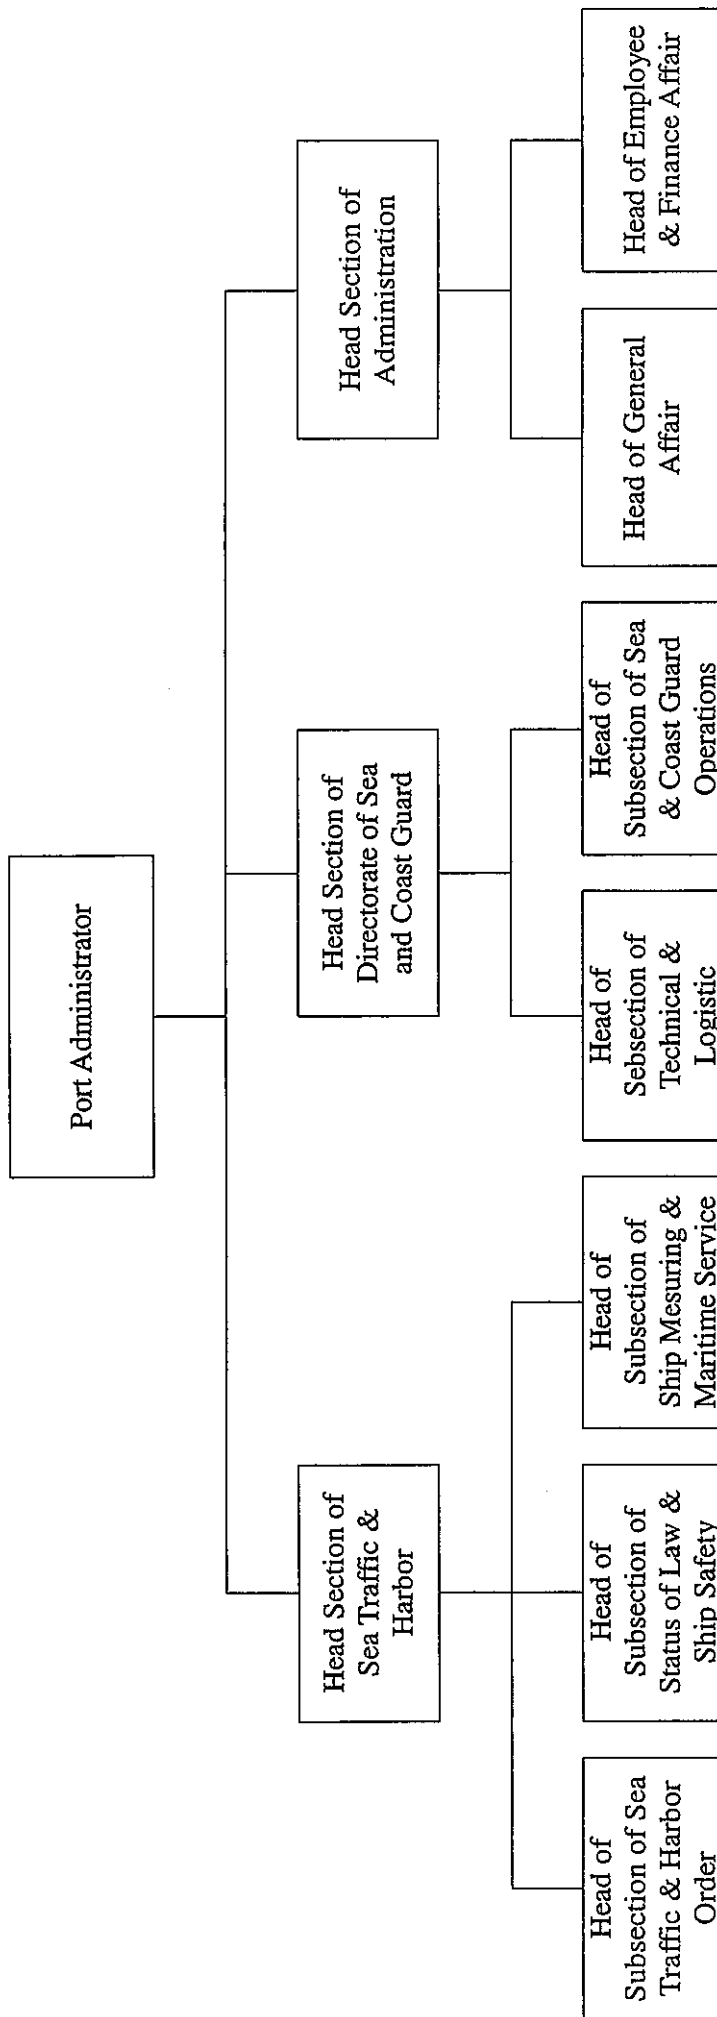 Port Administrator
Head Section of
Sea Traffic &
Harbor
Head Section of
Directorate of Sea
and Coast Guard
Head Section of
Administration
Head of
Subsection of Sea
Traffic & Harbor
Order
Head of
Subsection of
Status of Law &
Ship Safety
Head of
Subsection of
Ship Mesuring &
Maritime Service
Head of
Sebsection of
Technical &
Logistic
Head of
Subsection of Sea
& Coast Guard
Operations
Head of General
Affair
Head of Employee
& Finance Affair